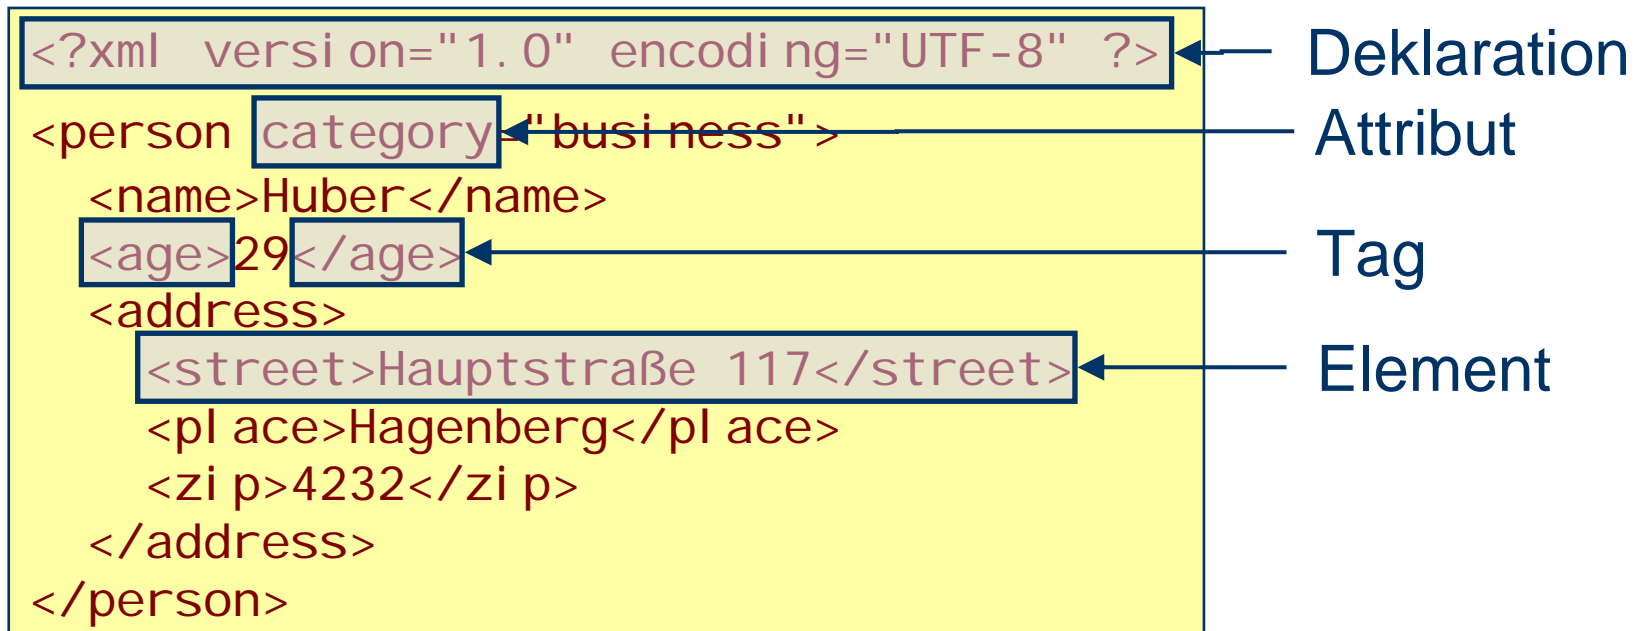 <?xml version="1.0" encoding="UTF-8" ?>
Deklaration
<person category="business">
Attribut
<name>Huber</name>
<age>29</age>
Tag
<address>
<street>Hauptstraße 117</street>
Element
<place>Hagenberg</place>
<zip>4232</zip>
</address>
</person>